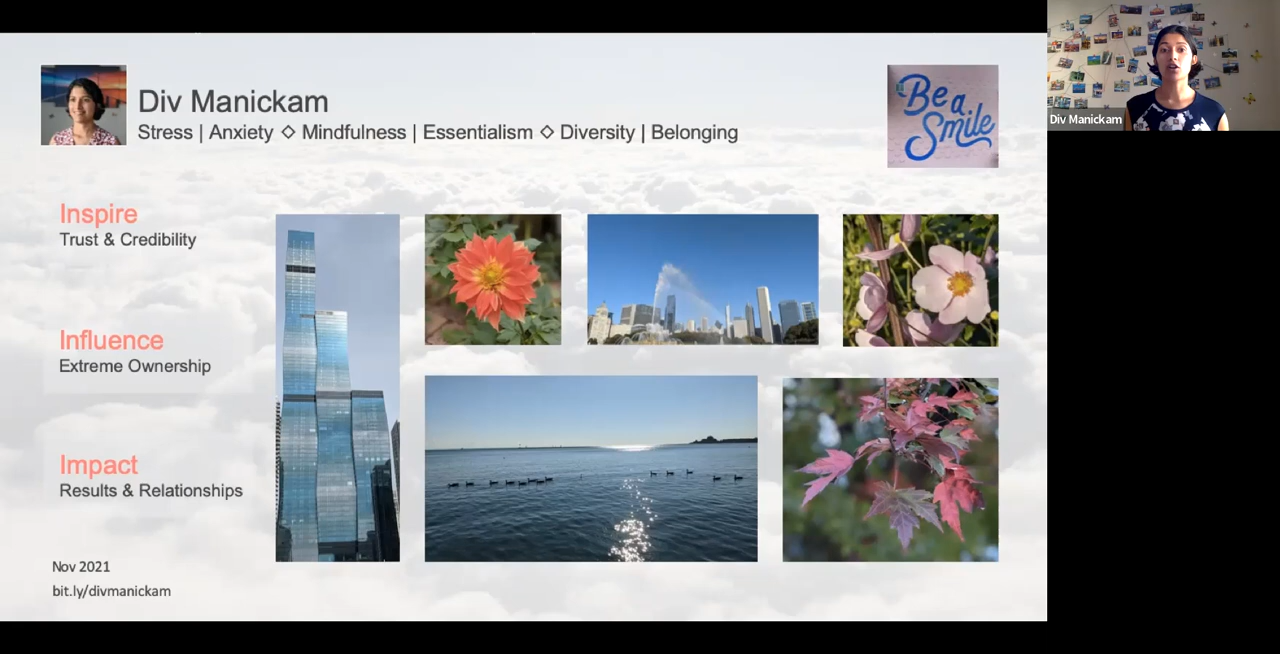 Div Manickam
Stress | Anxiety ◇ Mindfulness | Essentialism ◇ Diversity | Belonging
Be a
Smile
Div Manickam
Inspire
Trust & Credibility
Influence
Extreme Ownership
Impact
Results & Relationships
Nov 2021
bit.ly/divmanickam